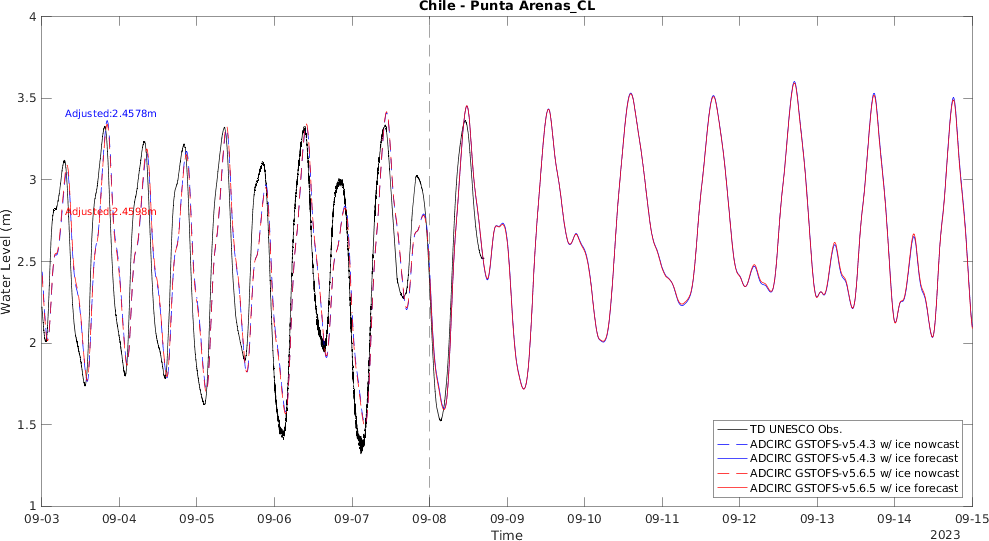 Chile - Punta Arenas_CL
4
3.5
3
2.5
2
1.5
1
Water Level (m)
Adjusted:2.4578m
Adjusted:2.4598m
TD UNESCO Obs.
ADCIRC GSTOFS-v5.4.3 w/ ice nowcast
ADCIRC GSTOFS-v5.4.3 w/ ice forecast
ADCIRC GSTOFS-v5.6.5 w/ ice nowcast
ADCIRC GSTOFS-v5.6.5 w/ ice forecast
09-03 09-04 09-05 09-06 09-07 09-08 09-09 09-10 09-11 09-12 09-13 09-14 09-15
Time
2023